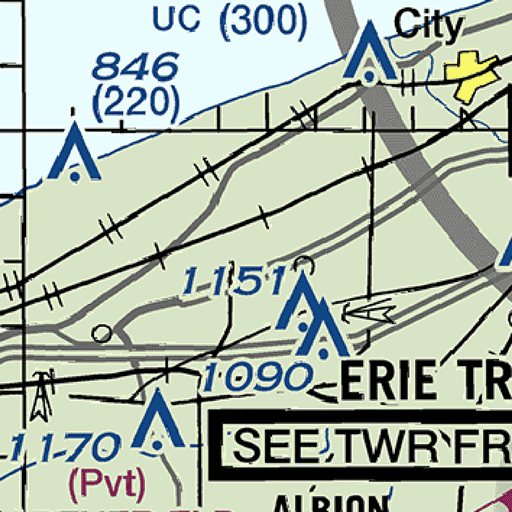 UC (300)
City
846
(220)
1151
1090
ERIE TR
SEE TWR FR
1170
(Pvt)
ALBION